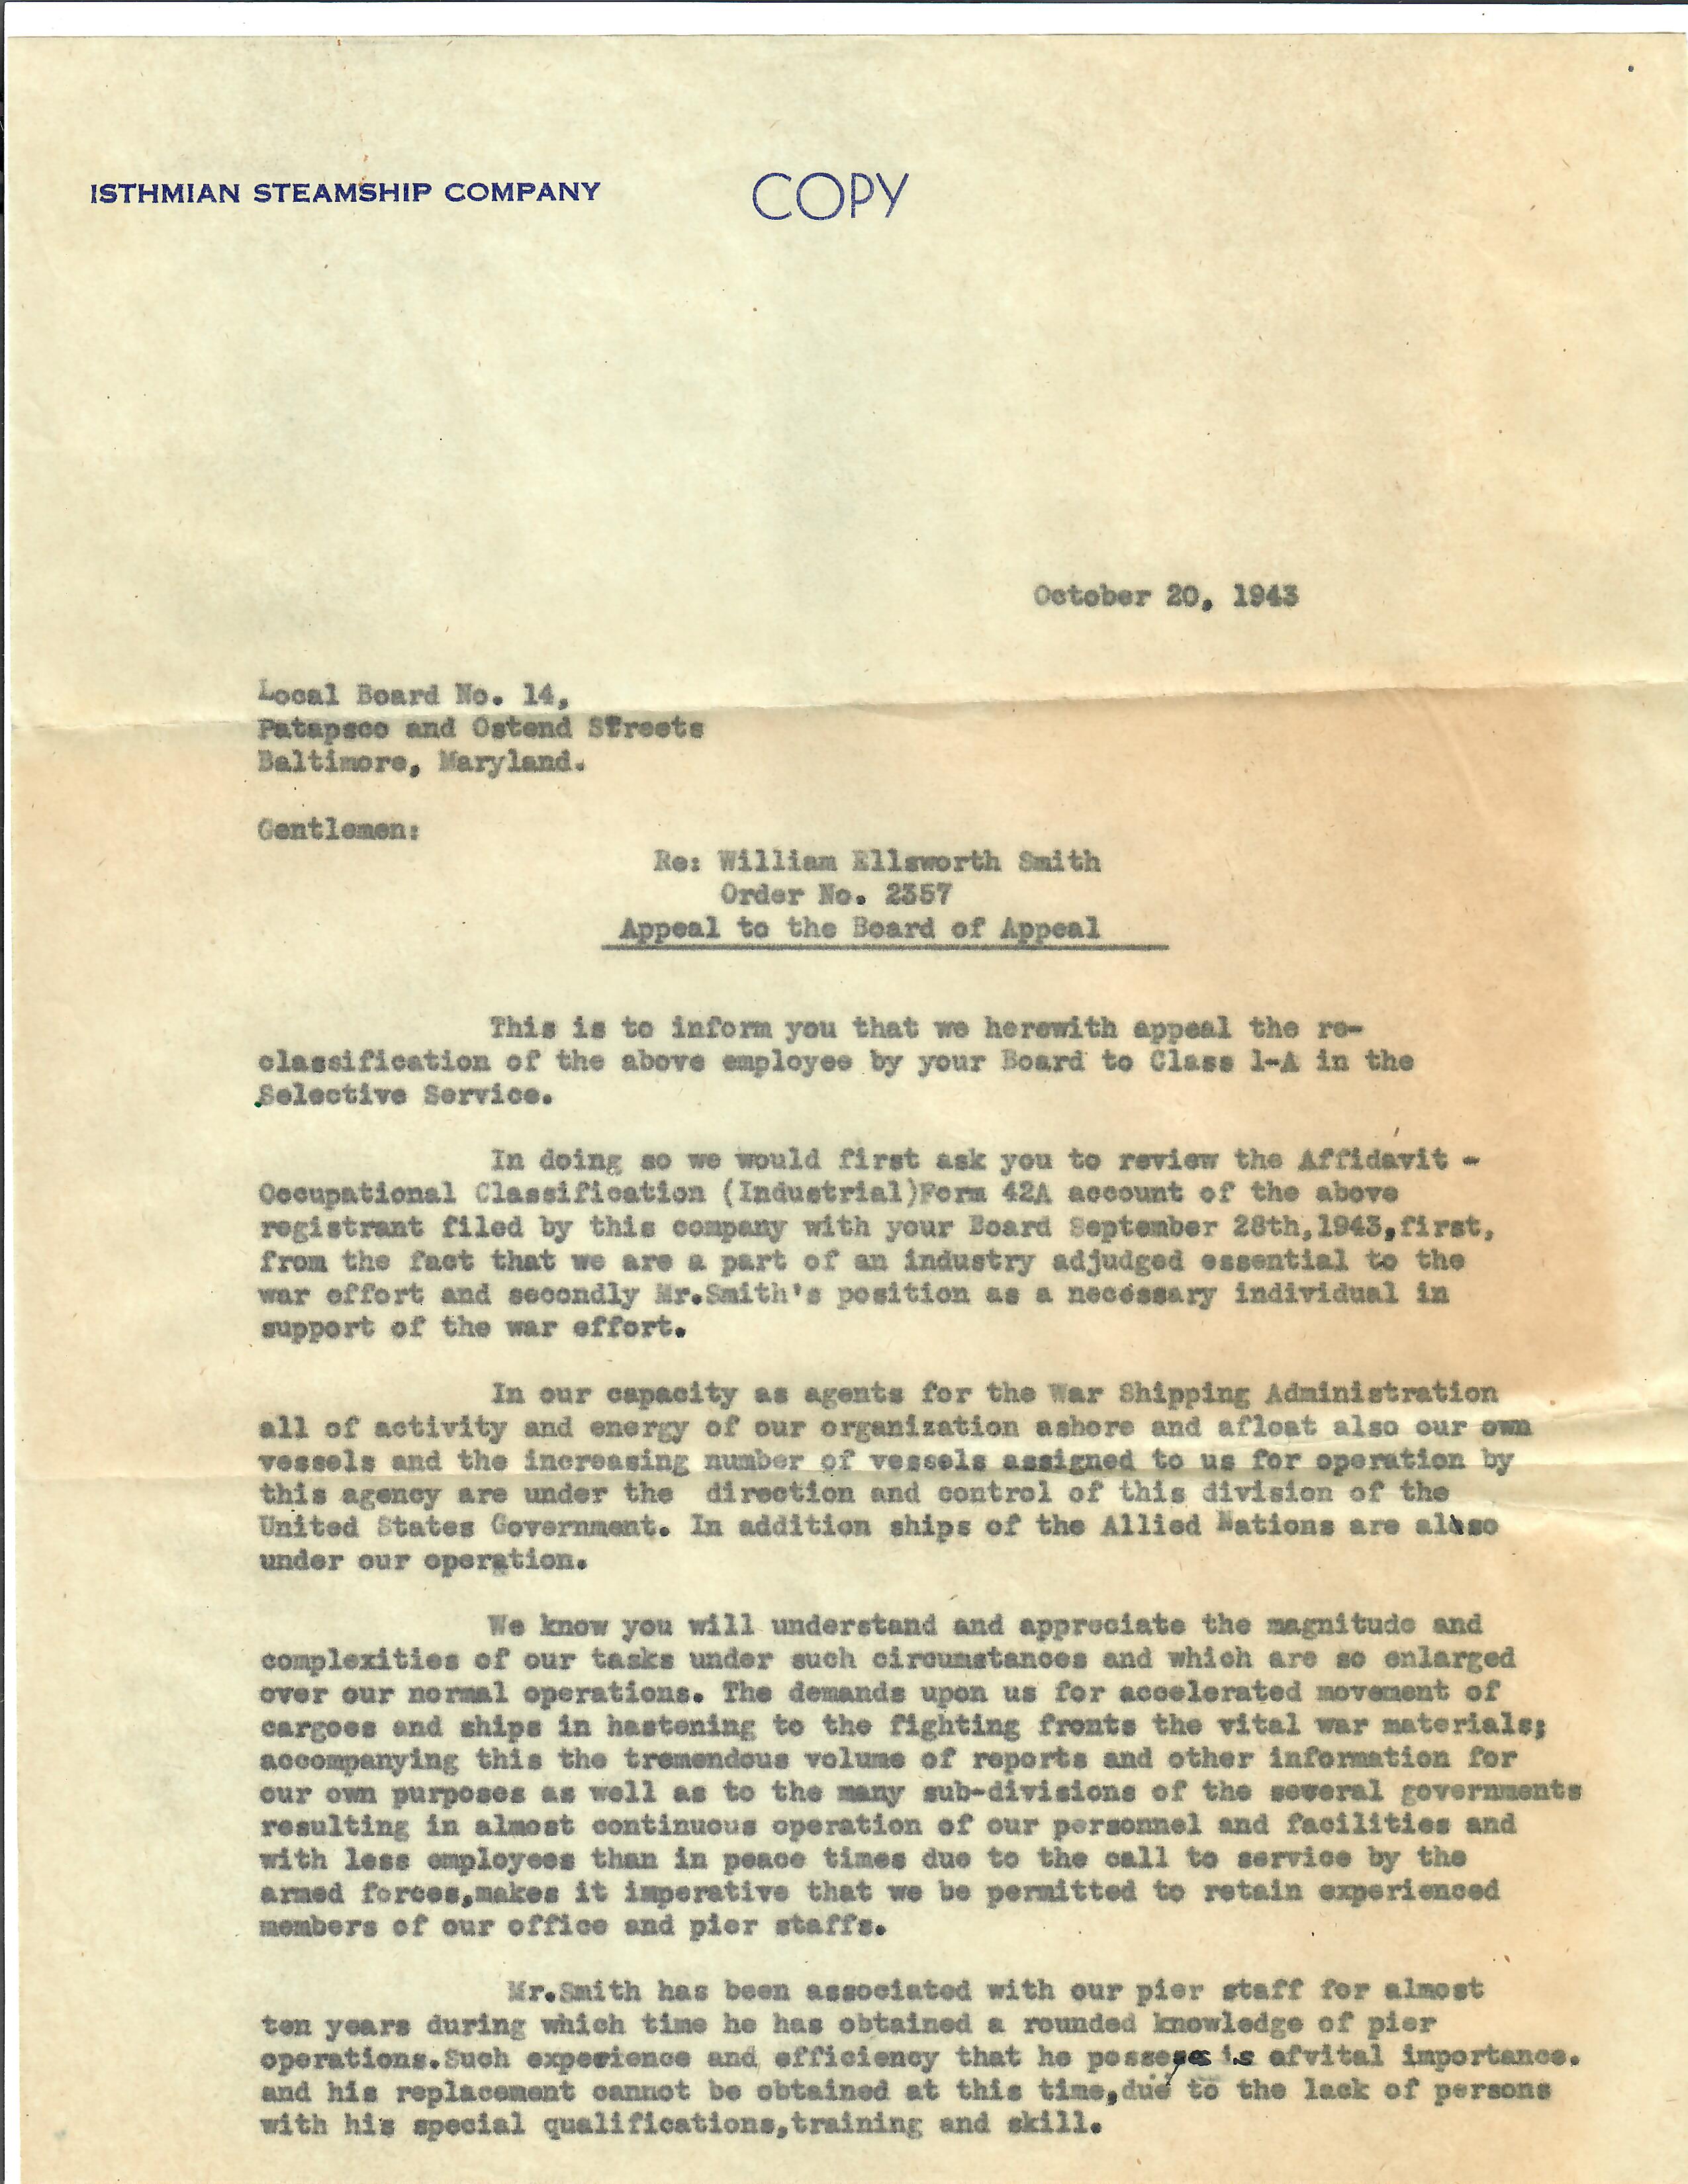 ISTHMIAN STEAMSHIP COMPANY COPY
October 20, 1943
Local Board No. 14,
Patapsco and Ostend Streets
Baltimore, Maryland.
Gentlemen:
Re: William Ellsworth Smith
Order No. 2357
Appeal to the Board of Appeal
This is to inform you that we herewith appeal the re-
classification of the above employee by your Board to Class 1-A in the
Selective Service.
In doing so we would first ask you to review the Affidavit -
Occupational Classification (Industrial)Form 42A account of the above
registrant filed by this company with your Board September 28th,1943,first,
from the fact that we are a part of an industry adjudged essential to the
war effort and secondly Mr.Smith's position as a necessary individual in
support of the war effort.
In our capacity as agents for the War Shipping Administration
all of activity and energy of our organization ashore and afloat also our own
vessels and the increasing number of vessels assigned to us for operation by
this agency are under the direction and control of this division of the
United States Government. In addition ships of the Allied Nations are also
under our operation.
We know you will understand and appreciate the magnitude and
complexities of our tasks under such circumstances and which are so enlarged
over our normal operations. The demands upon us for accelerated movement of
cargoes and ships in hastening to the fighting fronts the vital war materials;
accompanying this the tremendous volume of reports and other information for
our own purposes as well as to the many sub-divisions of the several governments
resulting in almost continuous operation of our personnel and facilities and
with less employees than in peace times due to the call to service by the
armed forces,makes it imperative that we be permitted to retain experienced
members of our office and pier staffs.
Mr.Smith has been associated with our pier staff for almost
ten years during which time he has obtained a rounded knowledge of pier
operations.Such experience and efficiency that he possess is ofvital importance.
and his replacement cannot be obtained at this time,due to the lack of persons
with his special qualifications,training and skill.